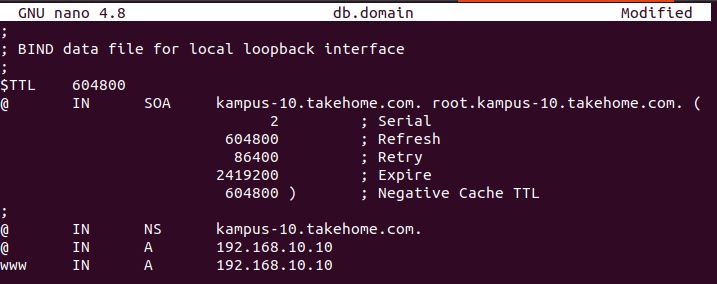 GNU nano 4.8 db.domain Modified
;
; BIND data file for local loopback interface
;
$TTL 604800
@ IN SOA kampus-10.takehome.com. root.kampus-10.takehome.com. (
2 ; Serial
604800 ; Refresh
86400 ; Retry
2419200 ; Expire
604800 ) ; Negative Cache TTL
;
@ IN NS kampus-10.takehome.com.
@ IN A 192.168.10.10
www IN A 192.168.10.10